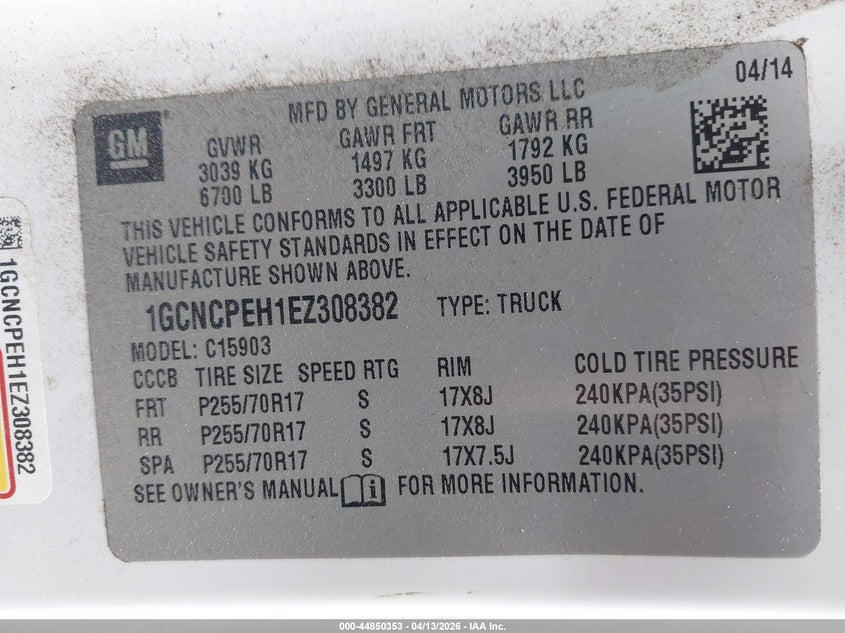 04/14
MFD BY GENERAL MOTORS LLC
GM
GVWR GAWR FRT GAWR RR
3039 KG 1497 KG 1792 KG
6700 LB 3300 LB 3950 LB
THIS VEHICLE CONFORMS TO ALL APPLICABLE U.S. FEDERAL MOTOR
VEHICLE SAFETY STANDARDS IN EFFECT ON THE DATE OF
MANUFACTURE SHOWN ABOVE.
1GCNCPEH1EZ308382 TYPE: TRUCK
MODEL: C15903
CCCB TIRE SIZE SPEED RTG RIM COLD TIRE PRESSURE
FRT P255/70R17 S 17X8J 240KPA(35PSI)
RR P255/70R17 S 17X8J 240KPA(35PSI)
SPA P255/70R17 S 17X7.5J 240KPA(35PSI)
SEE OWNER'S MANUAL FOR MORE INFORMATION.
1GCNCPEH1EZ308382
000-44850353 | 04/13/2026 - IAA Inc.